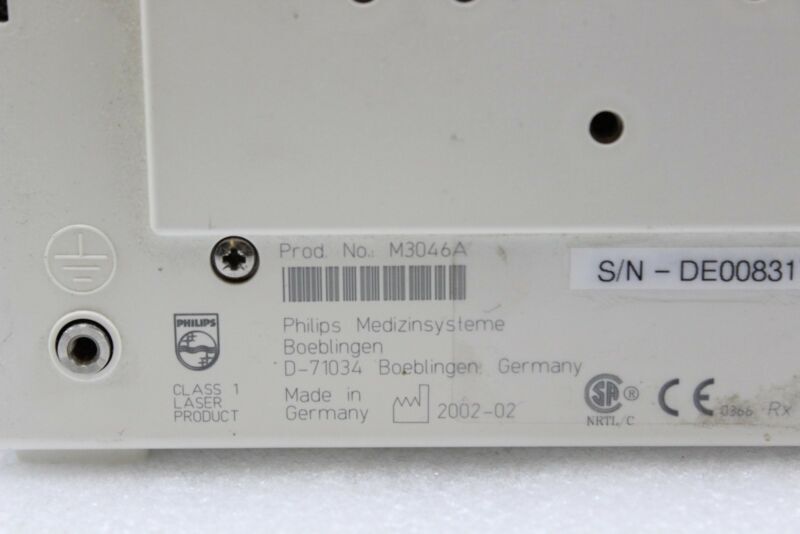 Prod. No.: M3046A
S/N - DE00831
PHILIPS
Philips Medizinsysteme
Boeblingen
D-71034 Boeblingen Germany
CLASS 1
LASER
PRODUCT
Made in
Germany
2002-02
SA ®
NRTL/C
CE 0366 Rx